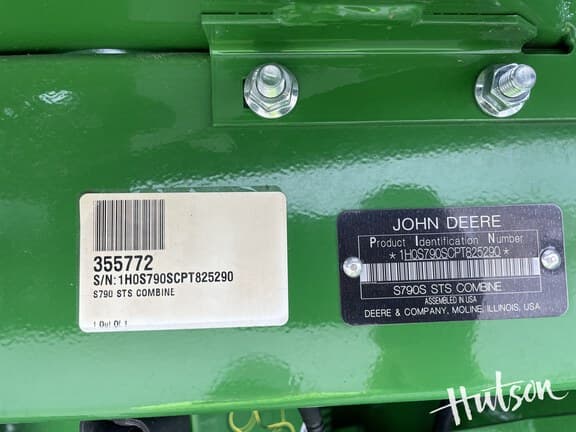 355772
S/N:1H0S790SCPT825290
S790 STS COMBINE
1 Out Of 1
JOHN DEERE
Product Identification Number
*1H0S790SCPT825290*
S790S STS COMBINE
ASSEMBLED IN USA
DEERE & COMPANY, MOLINE, ILLINOIS, USA
Hutson